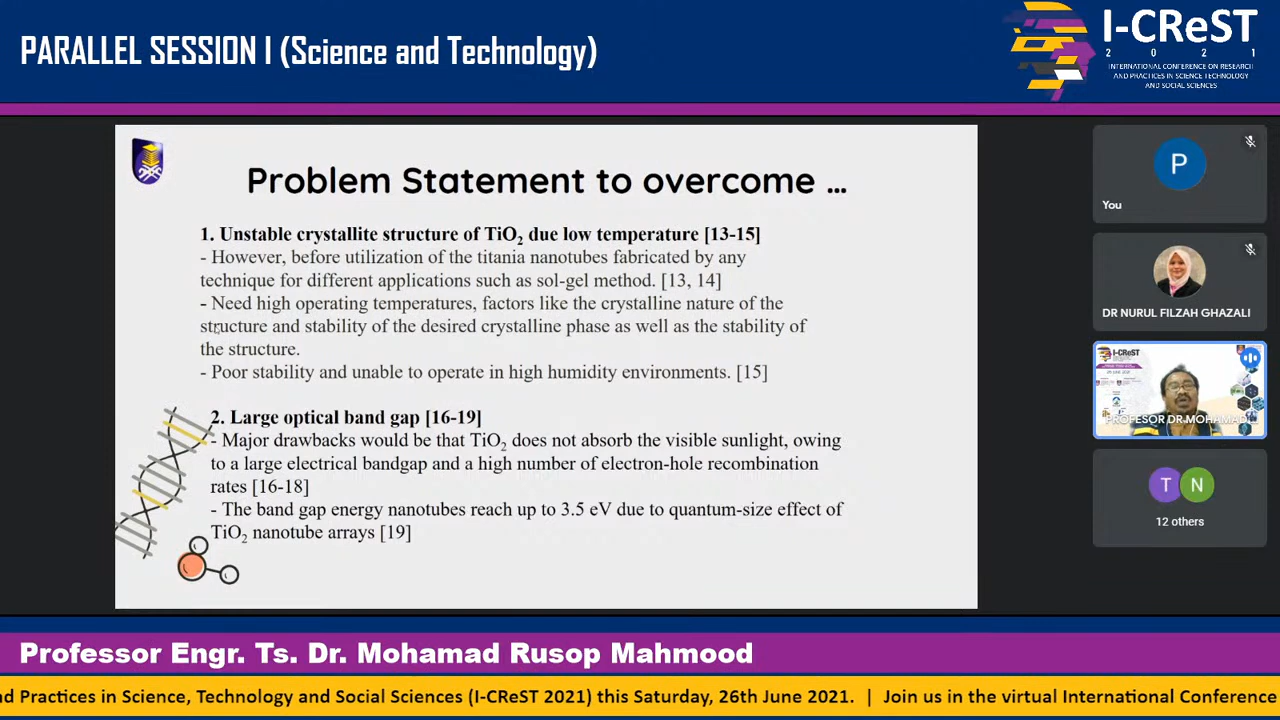 PARALLEL SESSION I (Science and Technology)
I-CReST
2 0 2 1
INTERNATIONAL CONFERENCE ON RESEARCH
AND PRACTICES IN SCIENCE TECHNOLOGY
AND SOCIAL SCIENCES
Problem Statement to overcome ...
1. Unstable crystallite structure of TiO₂ due low temperature [13-15]
- However, before utilization of the titania nanotubes fabricated by any
technique for different applications such as sol-gel method. [13, 14]
- Need high operating temperatures, factors like the crystalline nature of the
structure and stability of the desired crystalline phase as well as the stability of
the structure.
- Poor stability and unable to operate in high humidity environments. [15]
2. Large optical band gap [16-19]
- Major drawbacks would be that TiO₂ does not absorb the visible sunlight, owing
to a large electrical bandgap and a high number of electron-hole recombination
rates [16-18]
- The band gap energy nanotubes reach up to 3.5 eV due to quantum-size effect of
TiO₂ nanotube arrays [19]
P
You
DR NURUL FILZAH GHAZALI
I-CReST
PROFESOR DR.MOHAMAD
T N
12 others
Professor Engr. Ts. Dr. Mohamad Rusop Mahmood
nd Practices in Science, Technology and Social Sciences (I-CReST 2021) this Saturday, 26th June 2021. | Join us in the virtual International Conference